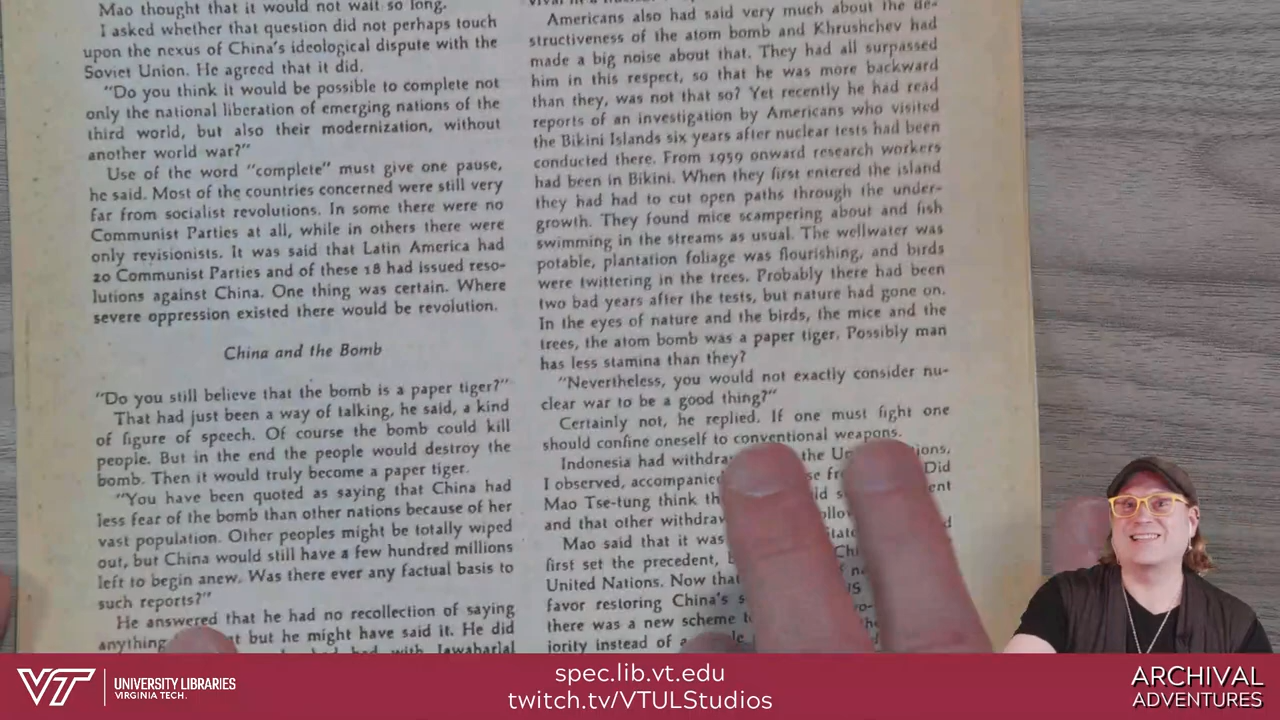 Mao thought that it would not wait so long.
I asked whether that question did not perhaps touch
upon the nexus of China's ideological dispute with the
Soviet Union. He agreed that it did.
"Do you think it would be possible to complete not
only the national liberation of emerging nations of the
third world, but also their modernization, without
another world war?"
Use of the word "complete" must give one pause,
he said. Most of the countries concerned were still very
far from socialist revolutions. In some there were no
Communist Parties at all, while in others there were
only revisionists. It was said that Latin America had
20 Communist Parties and of these 18 had issued reso-
lutions against China. One thing was certain. Where
severe oppression existed there would be revolution.
China and the Bomb
"Do you still believe that the bomb is a paper tiger?"
That had just been a way of talking, he said, a kind
of figure of speech. Of course the bomb could kill
people. But in the end the people would destroy the
bomb. Then it would truly become a paper tiger.
"You have been quoted as saying that China had
less fear of the bomb than other nations because of her
vast population. Other peoples might be totally wiped
out, but China would still have a few hundred millions
left to begin anew. Was there ever any factual basis to
such reports?"
He answered that he had no recollection of saying
anything but he might have said it. He did
had with Jawaharlal
Americans also had said very much about the de-
structiveness of the atom bomb and Khrushchev had
made a big noise about that. They had all surpassed
him in this respect, so that he was more backward
than they, was not that so? Yet recently he had read
reports of an investigation by Americans who visited
the Bikini Islands six years after nuclear tests had been
conducted there. From 1959 onward research workers
had been in Bikini. When they first entered the island
they had had to cut open paths through the under-
growth. They found mice scampering about and fish
swimming in the streams as usual. The wellwater was
potable, plantation foliage was flourishing, and birds
were twittering in the trees. Probably there had been
two bad years after the tests, but nature had gone on.
In the eyes of nature and the birds, the mice and the
trees, the atom bomb was a paper tiger. Possibly man
has less stamina than they?
"Nevertheless, you would not exactly consider nu-
clear war to be a good thing?"
Certainly not, he replied. If one must fight one
should confine oneself to conventional weapons.
Indonesia had withdra the Un ions,
I observed, accompanie Did
Mao Tse-tung think th
and that other withdraw
Mao said that it was
first set the precedent,
United Nations. Now that
favor restoring China's s
there was a new scheme
jority instead of a
VT UNIVERSITY LIBRARIES
VIRGINIA TECH.
spec.lib.vt.edu
twitch.tv/VTULStudios
ARCHIVAL
ADVENTURES